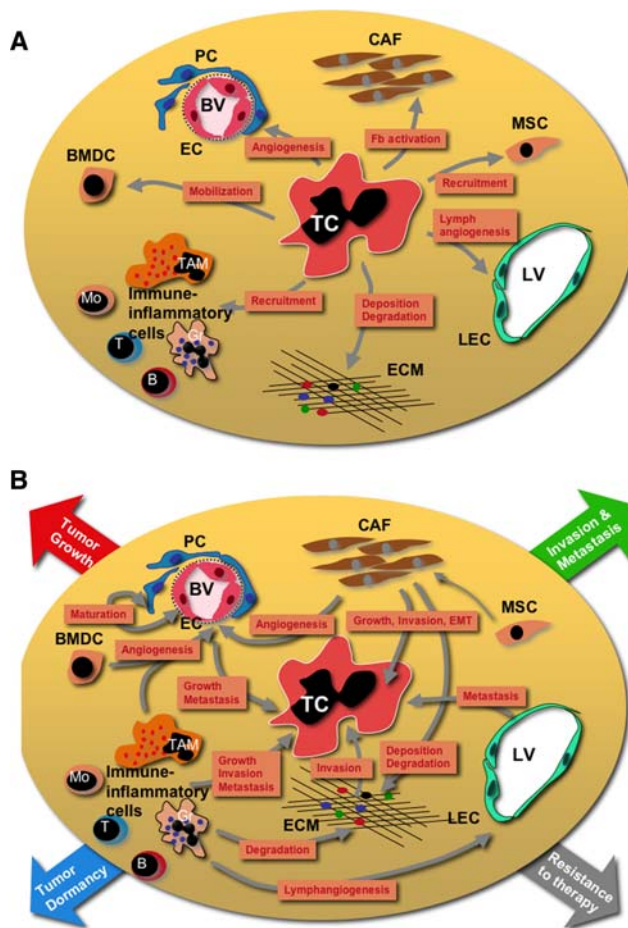 A
CAF
PC
BV
EC
Angiogenesis
Fb activation
MSC
BMDC
Mobilization
Recruitment
TC
Lymph
angiogenesis
TAM
Mo
Immune-
inflammatory
cells
Gr
T
B
Recruitment
Deposition
Degradation
LV
LEC
ECM
B
Tumor
Growth
Invasion &
Metastasis
CAF
PC
BV
EC
Maturation
BMDC
Angiogenesis
Angiogenesis
Growth, Invasion, EMT
MSC
Growth
Metastasis
TC
Metastasis
TAM
Mo
Immune-
inflammatory
cells
Gr
T
B
Growth
Invasion
Metastasis
Invasion
Deposition
Degradation
LV
ECM
LEC
Degradation
Lymphangiogenesis
Tumor
Dormancy
Resistance
to therapy